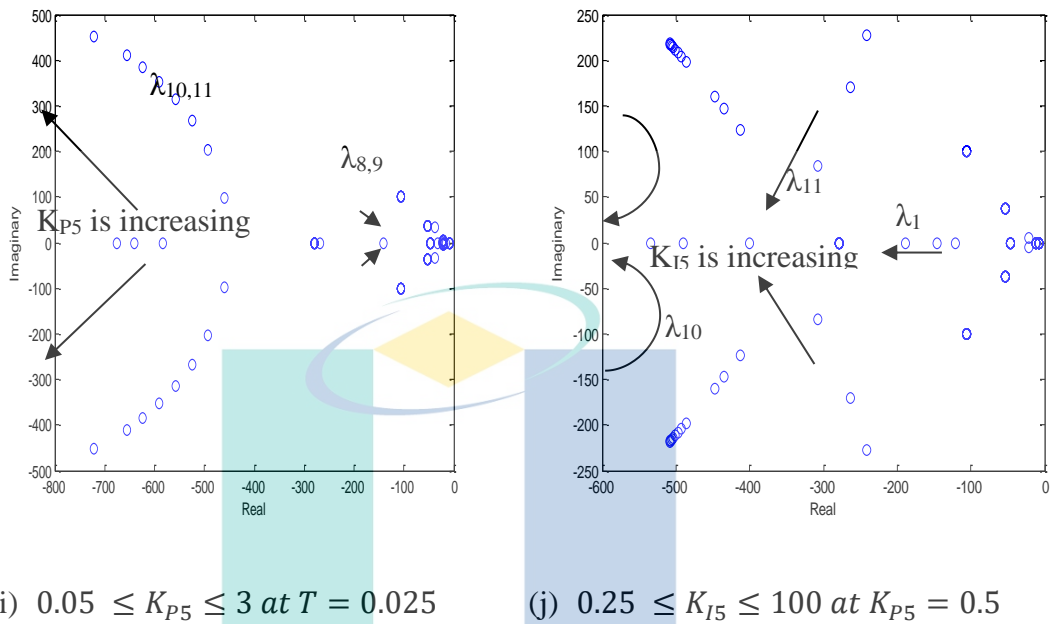 500
400
300
200
100
0
-100
-200
-300
-400
-500
Imaginary
-800
-700
-600
-500
-400
-300
-200
-100
0
Real
λ10,11
λ8,9
KP5 is increasing
250
200
150
100
50
0
-50
-100
-150
-200
-250
Imaginary
-600
-500
-400
-300
-200
-100
0
Real
λ11
λ1
KI5 is increasing
λ10
i) 0.05 ≤ KP5 ≤ 3 at T = 0.025
(j) 0.25 ≤ KI5 ≤ 100 at KP5 = 0.5